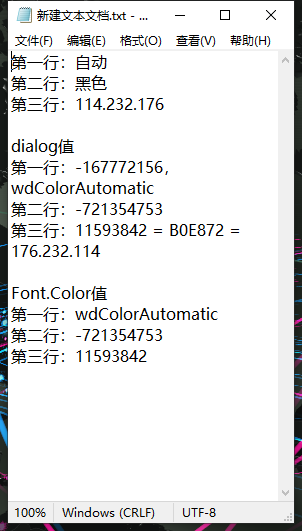 新建文本文档.txt - ...
文件(F) 编辑(E) 格式(O) 查看(V) 帮助(H)
第一行：自动
第二行：黑色
第三行：114.232.176
dialog值
第一行：-167772156，
wdColorAutomatic
第二行：-721354753
第三行：11593842 = B0E872 =
176.232.114
Font.Color值
第一行：wdColorAutomatic
第二行：-721354753
第三行：11593842
100% Windows (CRLF) UTF-8